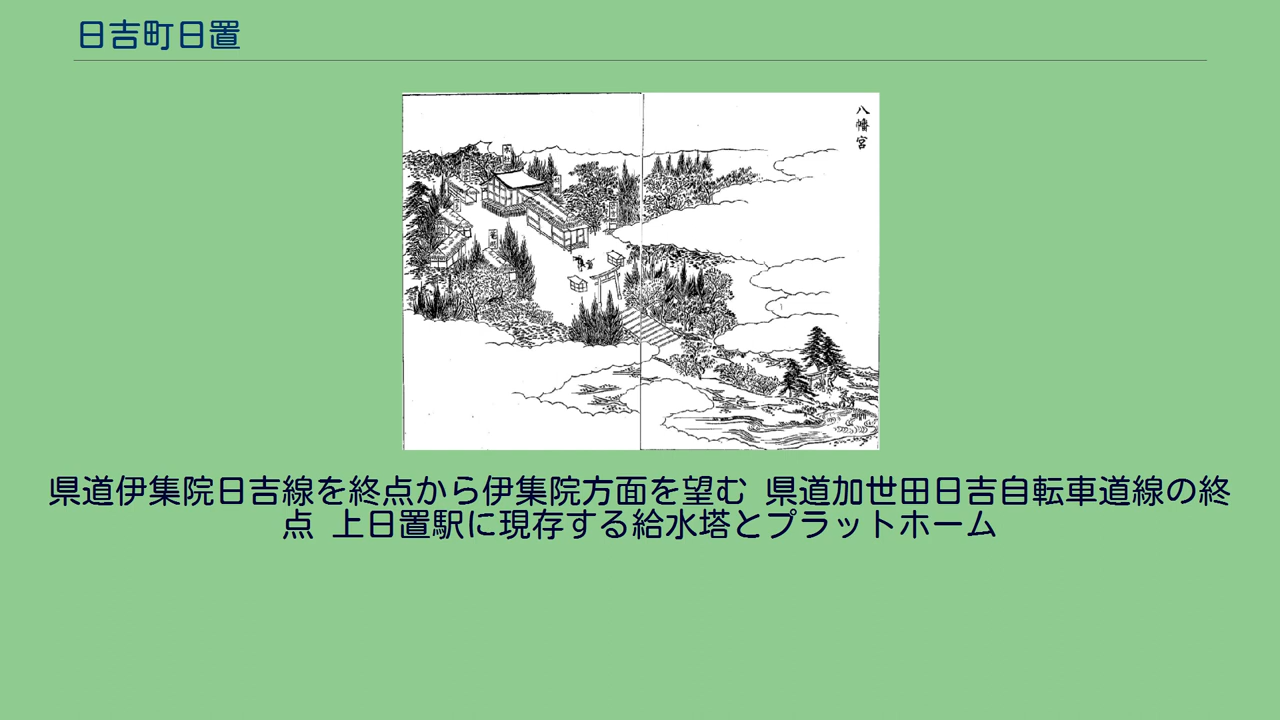 日吉町日置
八幡宮
県道伊集院日吉線を終点から伊集院方面を望む 県道加世田日吉自転車道線の終
点 上日置駅に現存する給水塔とプラットホーム